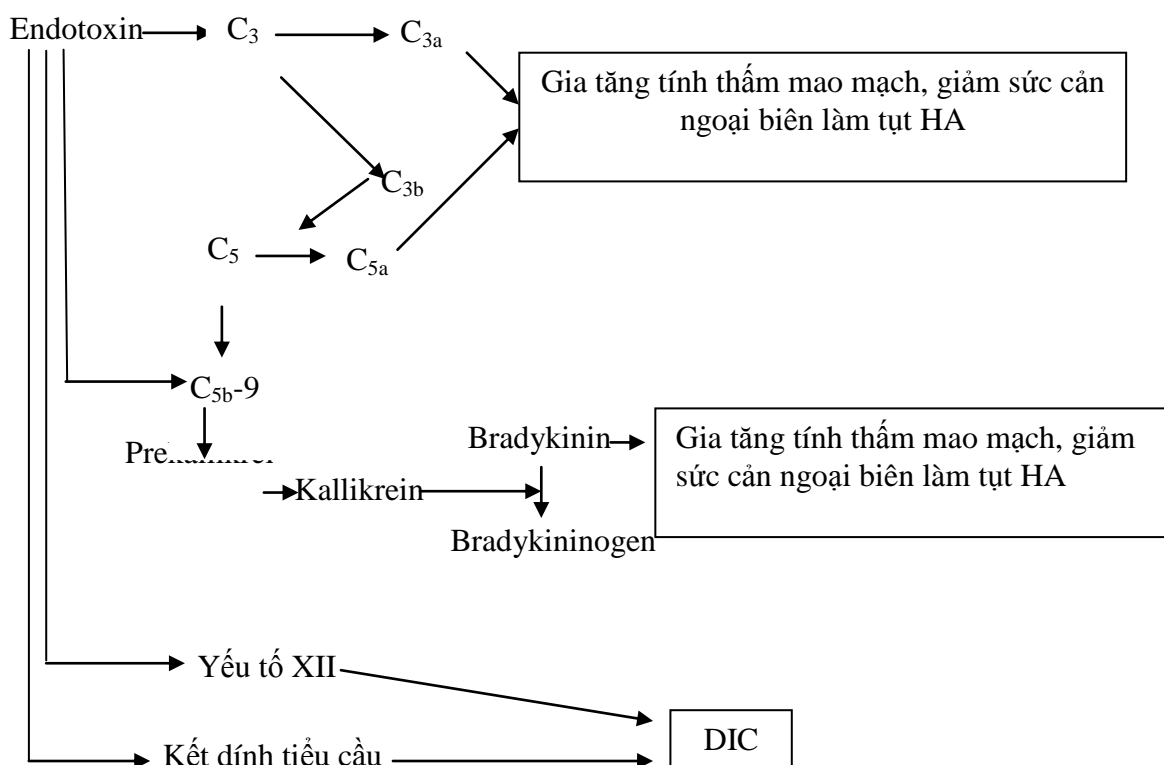 Endotoxin C3 C3a
Gia tăng tính thấm mao mạch, giảm sức cản
ngoại biên làm tụt HA
C3b
C5 C5a
C5b-9
Bradykinin
Gia tăng tính thấm mao mạch, giảm
sức cản ngoại biên làm tụt HA
Kallikrein
Bradykininogen
Yếu tố XII
DIC
Kết dính tiểu cầu